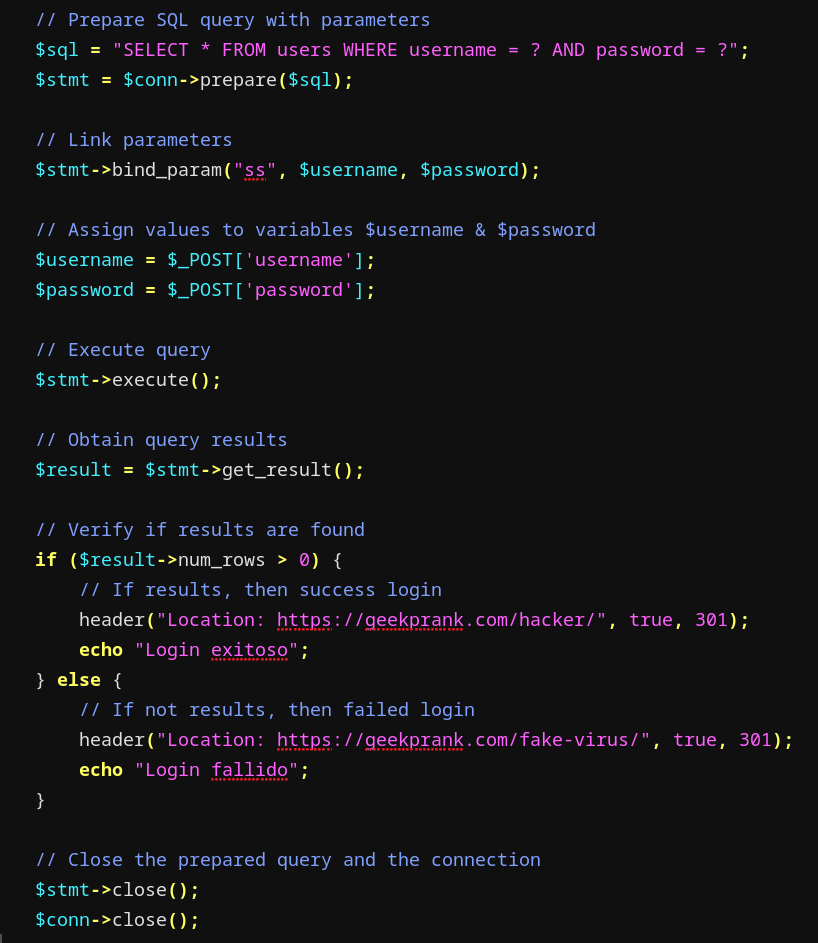 // Prepare SQL query with parameters
$sql = "SELECT * FROM users WHERE username = ? AND password = ?";
$stmt = $conn->prepare($sql);
// Link parameters
$stmt->bind_param("ss", $username, $password);
// Assign values to variables $username & $password
$username = $_POST['username'];
$password = $_POST['password'];
// Execute query
$stmt->execute();
// Obtain query results
$result = $stmt->get_result();
// Verify if results are found
if ($result->num_rows > 0) {
    // If results, then success login
    header("Location: https://geekprank.com/hacker/", true, 301);
    echo "Login exitoso";
} else {
    // If not results, then failed login
    header("Location: https://geekprank.com/fake-virus/", true, 301);
    echo "Login fallido";
}
// Close the prepared query and the connection
$stmt->close();
$conn->close();